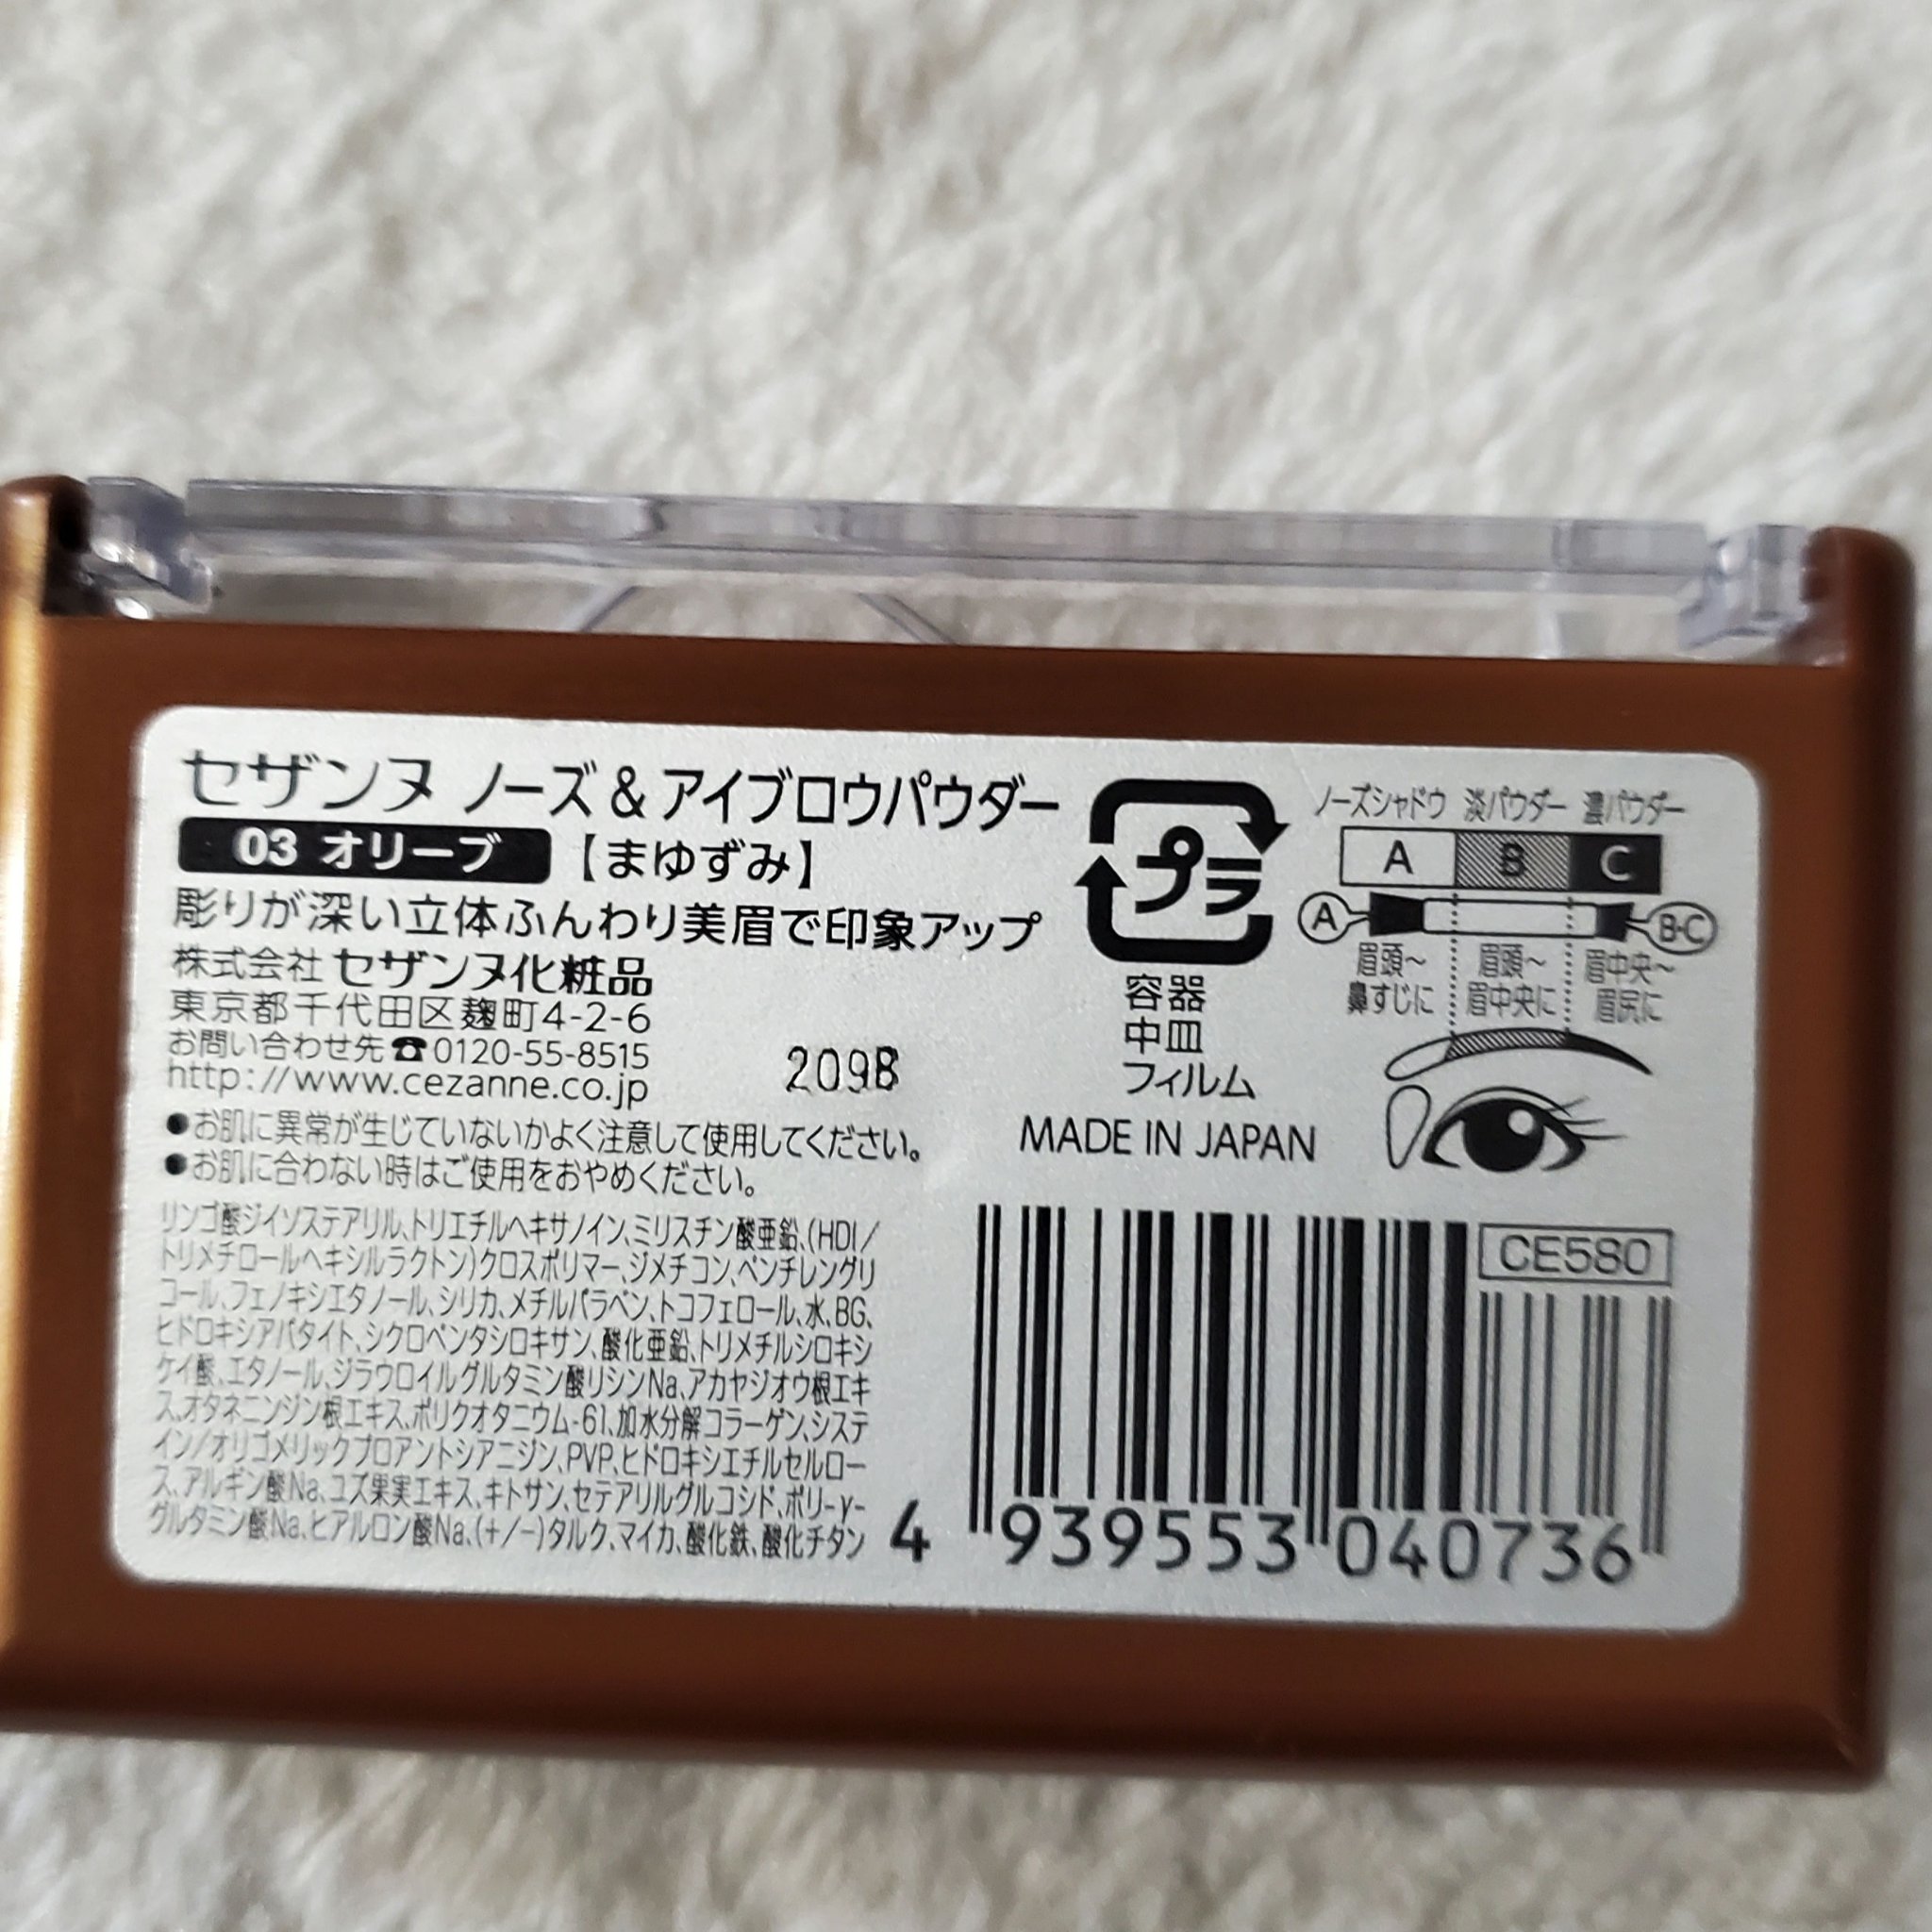 セザンヌ ノーズ&アイブロウパウダー
03 オリーブ 【まゆずみ】
彫りが深い立体ふんわり美眉で印象アップ
株式会社 セザンヌ化粧品
東京都千代田区麹町4-2-6
お問い合わせ先☎0120-55-8515
http://www.cezanne.co.jp
209B
●お肌に異常が生じていないかよく注意して使用してください。
●お肌に合わない時はご使用をおやめください。
リンゴ酸ジイソステアリル、トリエチルヘキサノイン、ミリスチン酸亜鉛、(HDI/
トリメチロールヘキシルラクトン)クロスポリマー、ジメチコン、ペンチレングリ
コール、フェノキシエタノール、シリカ、メチルパラベン、トコフェロール、水、BG、
ヒドロキシアパタイト、シクロペンタシロキサン、酸化亜鉛、トリメチルシロキシ
ケイ酸、エタノール、ジラウロイルグルタミン酸リシンNa、アカヤジオウ根エキ
ス、オタネニンジン根エキス、ポリクオタニウム-61、加水分解コラーゲン、システ
イン/オリゴメリックプロアントシアニジン、PVP、ヒドロキシエチルセルロー
ス、アルギン酸Na、ユズ果実エキス、キトサン、セテアリルグルコシド、ポリ-γ-
グルタミン酸Na、ヒアルロン酸Na、(+/-)タルク、マイカ、酸化鉄、酸化チタン
プラ
容器
中皿
フィルム
MADE IN JAPAN
ノーズシャドウ 淡パウダー 濃パウダー
A B C
A B・C
眉頭～ 眉頭～ 眉中央～
鼻すじに 眉中央に 眉尻に
CE580
4 939553 040736